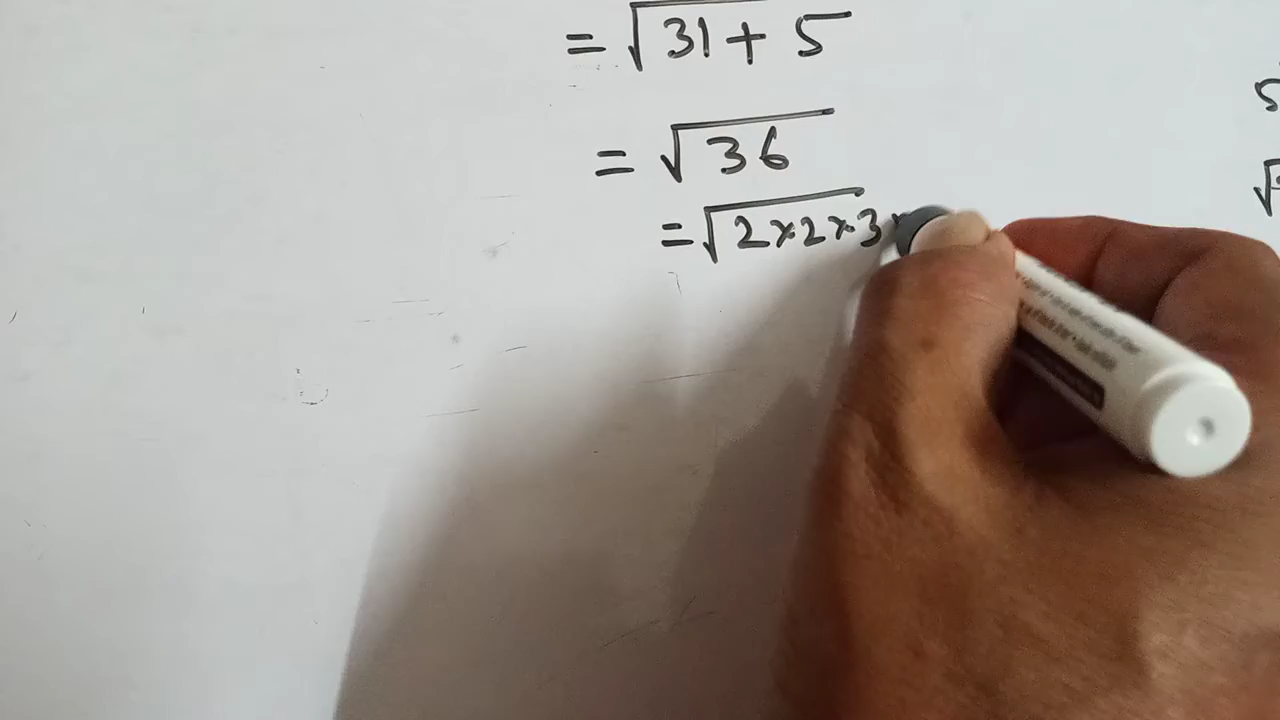 = √31 + 5
= √36
= √2×2×3